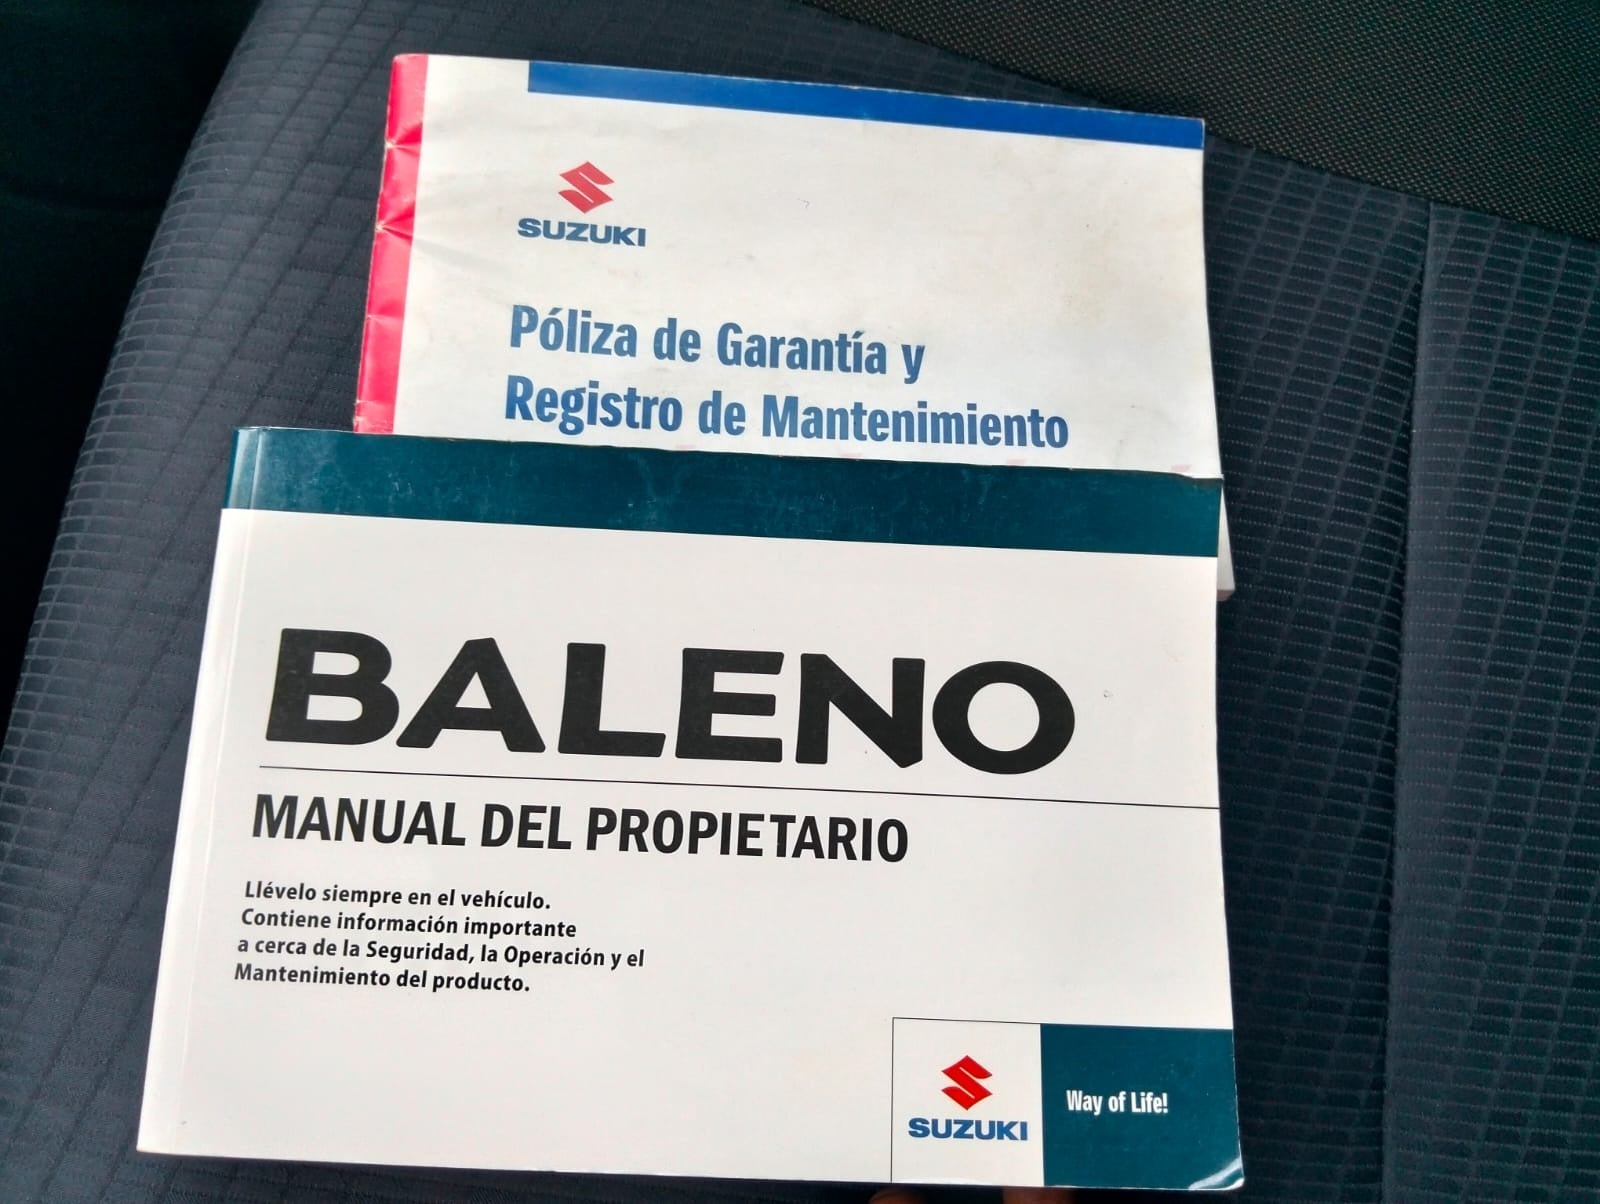 SUZUKI
Póliza de Garantía y
Registro de Mantenimiento
BALENO
MANUAL DEL PROPIETARIO
Llévelo siempre en el vehículo.
Contiene información importante
a cerca de la Seguridad, la Operación y el
Mantenimiento del producto.
SUZUKI
Way of Life!